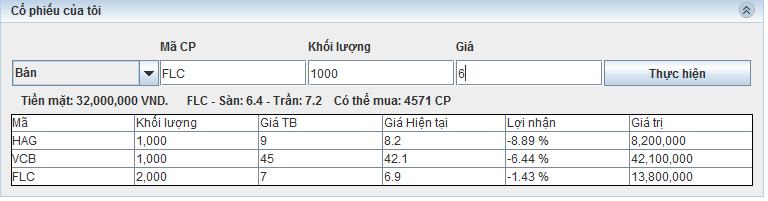 Cổ phiếu của tôi
Mã CP Khối lượng Giá
Bán FLC 1000 6 Thực hiện
Tiền mặt: 32,000,000 VND. FLC - Sàn: 6.4 - Trần: 7.2 Có thể mua: 4571 CP
Mã Khối lượng Giá TB Giá Hiện tại Lợi nhận Giá trị
HAG 1,000 9 8.2 -8.89 % 8,200,000
VCB 1,000 45 42.1 -6.44 % 42,100,000
FLC 2,000 7 6.9 -1.43 % 13,800,000